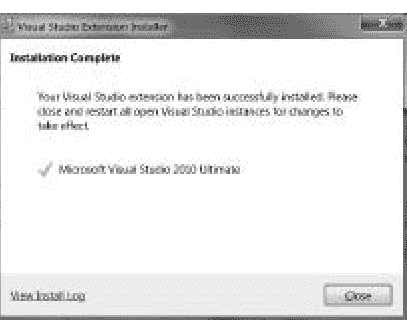 Visual Studio Extension Installer
Installation Complete
Your Visual Studio extension has been successfully installed. Please
close and restart all open Visual Studio instances for changes to
take effect.
Microsoft Visual Studio 2010 Ultimate
View Install Log
Close